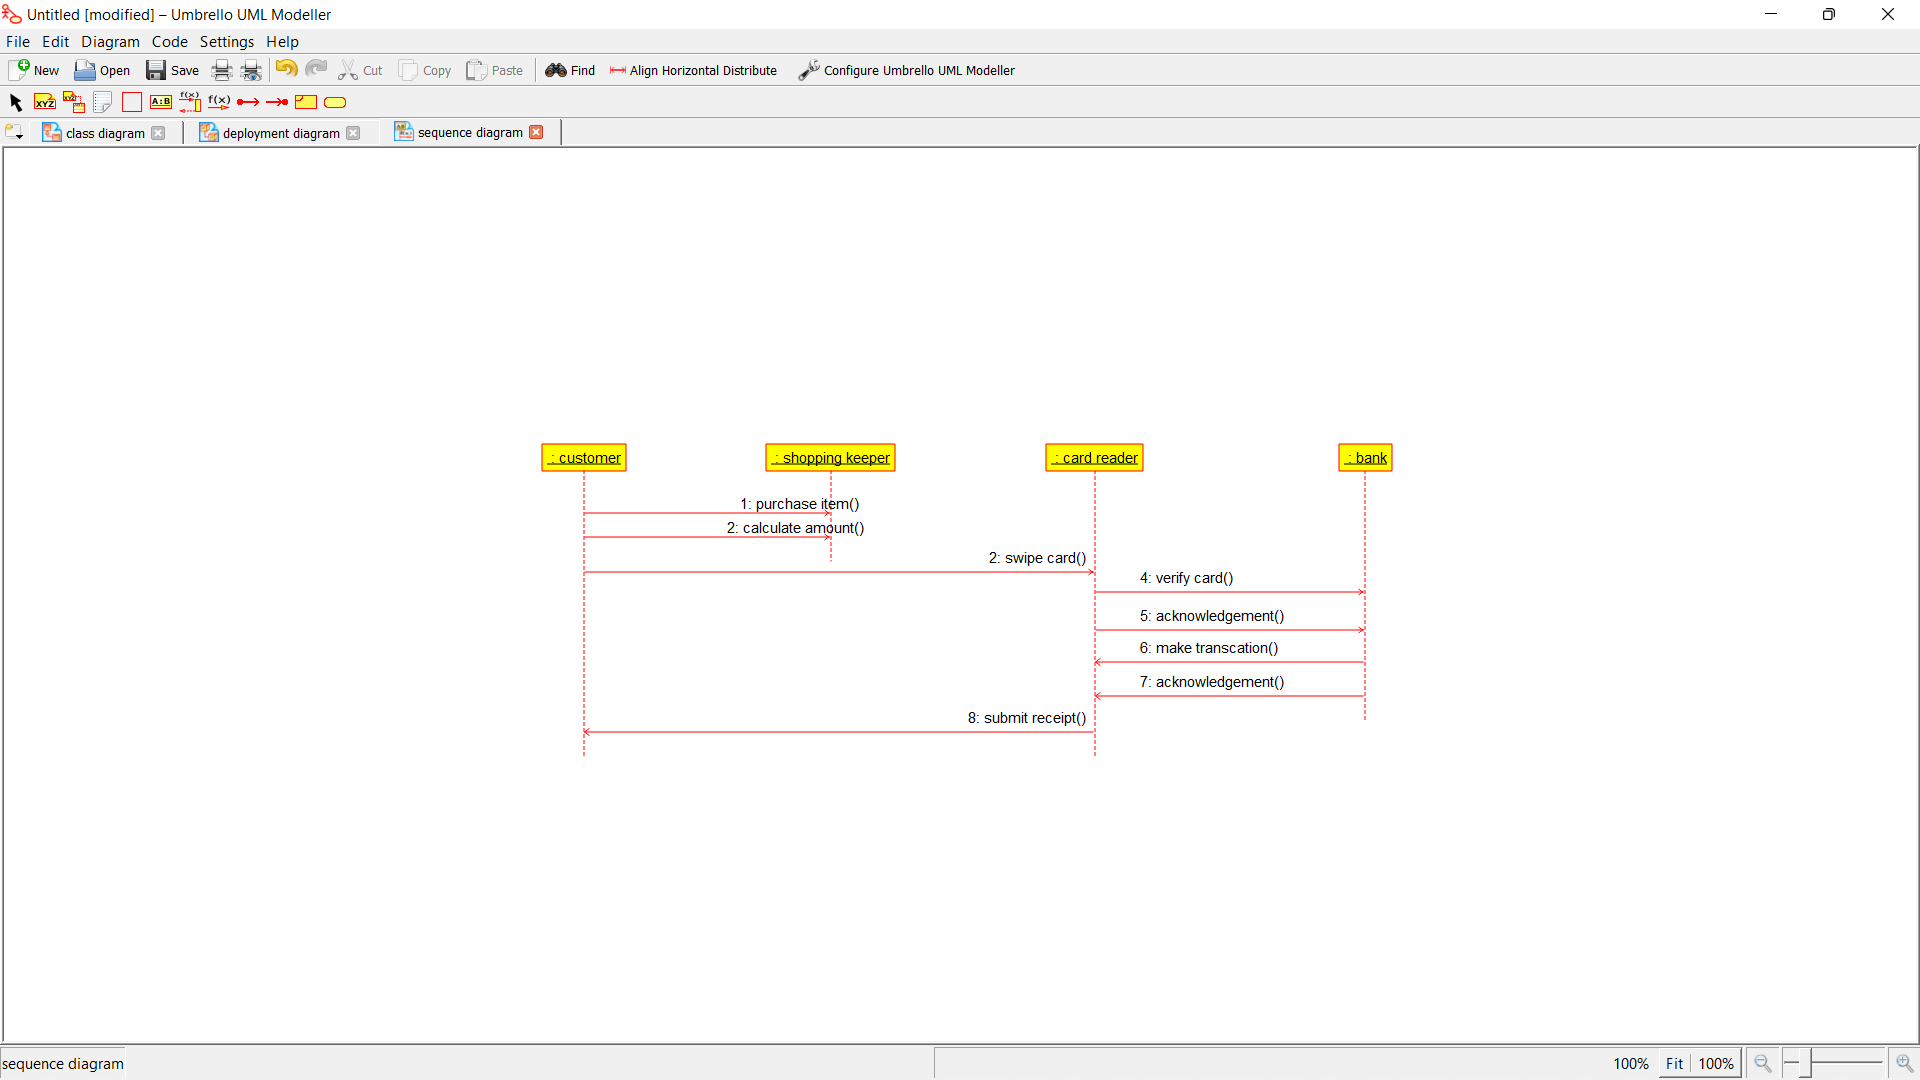 Untitled [modified] – Umbrello UML Modeller
File Edit Diagram Code Settings Help
New Open Save Cut Copy Paste Find Align Horizontal Distribute Configure Umbrello UML Modeller
XYZ XYZ A:B f(x) f(x)
class diagram deployment diagram sequence diagram
: customer : shopping keeper : card reader : bank
1: purchase item()
2: calculate amount()
2: swipe card()
4: verify card()
5: acknowledgement()
6: make transcation()
7: acknowledgement()
8: submit receipt()
sequence diagram 100% Fit 100%